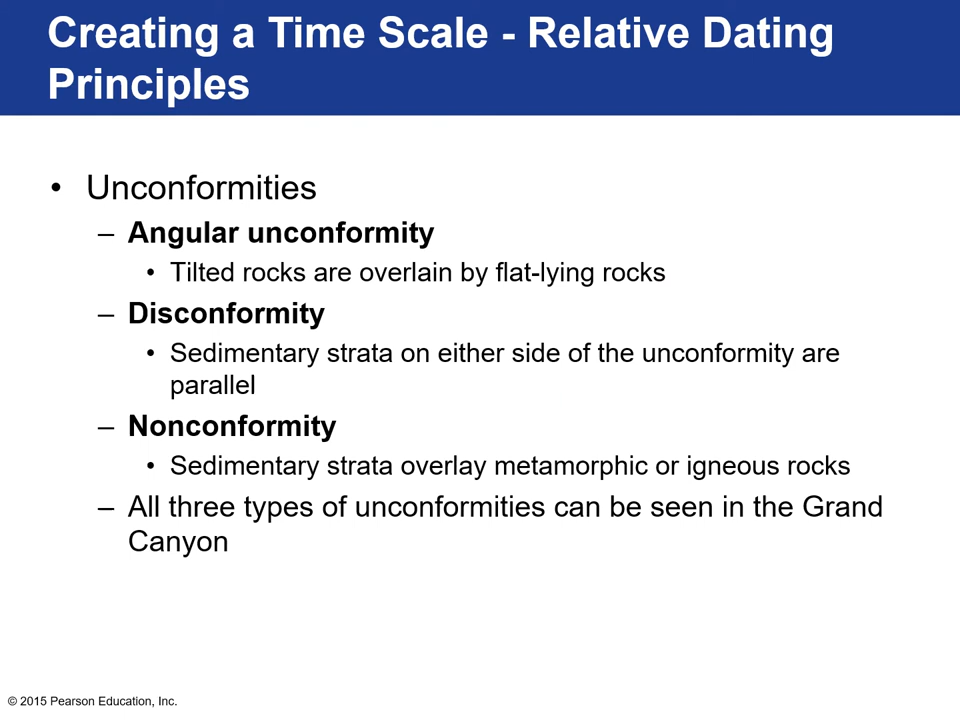 Creating a Time Scale - Relative Dating
Principles
• Unconformities
– Angular unconformity
• Tilted rocks are overlain by flat-lying rocks
– Disconformity
• Sedimentary strata on either side of the unconformity are
parallel
– Nonconformity
• Sedimentary strata overlay metamorphic or igneous rocks
– All three types of unconformities can be seen in the Grand
Canyon
© 2015 Pearson Education, Inc.